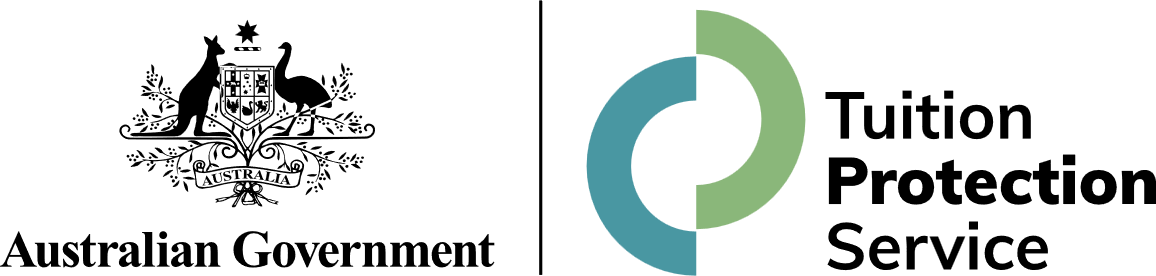 AUSTRALIA
Australian Government
Tuition
Protection
Service